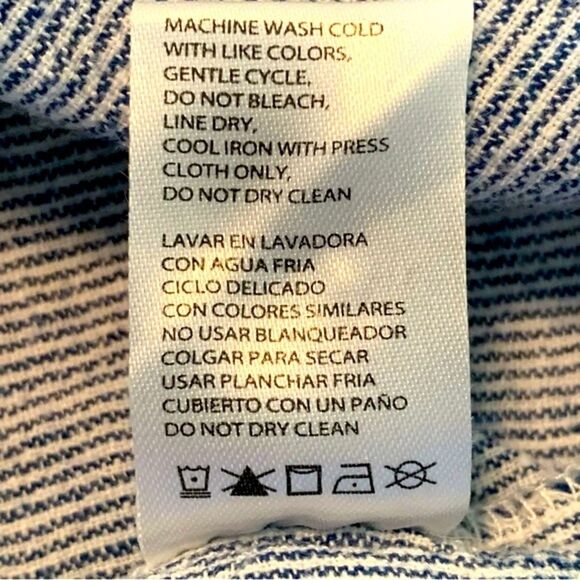 MACHINE WASH COLD
WITH LIKE COLORS,
GENTLE CYCLE,
DO NOT BLEACH,
LINE DRY,
COOL IRON WITH PRESS
CLOTH ONLY,
DO NOT DRY CLEAN
LAVAR EN LAVADORA
CON AGUA FRIA
CICLO DELICADO
CON COLORES SIMILARES
NO USAR BLANQUEADOR
COLGAR PARA SECAR
USAR PLANCHAR FRIA
CUBIERTO CON UN PAÑO
DO NOT DRY CLEAN